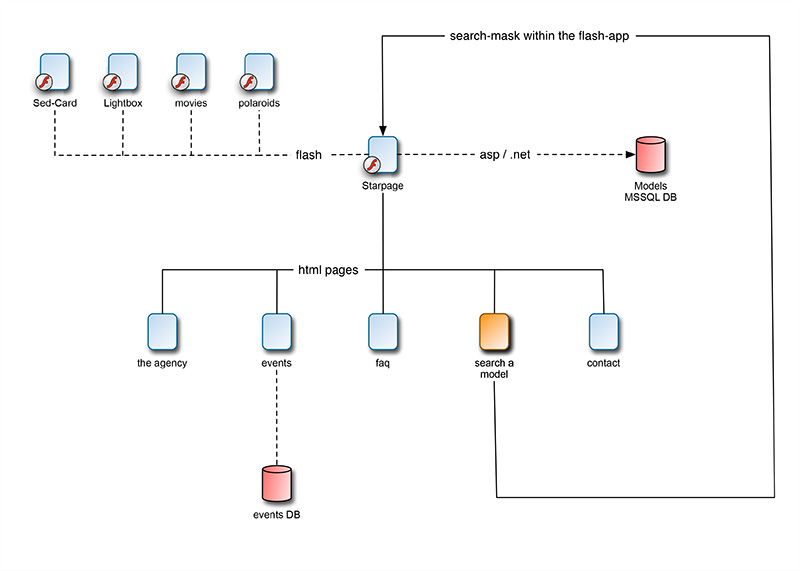 search-mask within the flash-app
Sed-Card
Lightbox
movies
polaroids
flash
asp / .net
Starpage
Models
MSSQL DB
html pages
the agency
events
faq
search a
model
contact
events DB